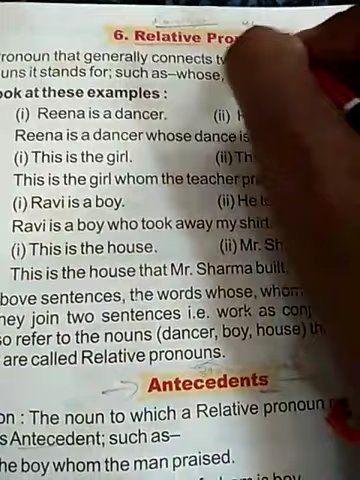 6. Relative Pro
ronoun that generally connects
uns it stands for; such as–whose,
ook at these examples :
(i) Reena is a dancer. (ii)
Reena is a dancer whose dance is
(i) This is the girl. (ii) Th
This is the girl whom the teacher pr
(i) Ravi is a boy. (ii) He
Ravi is a boy who took away my shirt.
(i) This is the house. (ii) Mr. Sh
This is the house that Mr. Sharma built.
bove sentences, the words whose, whom
hey join two sentences i.e. work as conj
so refer to the nouns (dancer, boy, house) th
are called Relative pronouns.
Antecedents
on : The noun to which a Relative pronoun
s Antecedent; such as–
he boy whom the man praised.